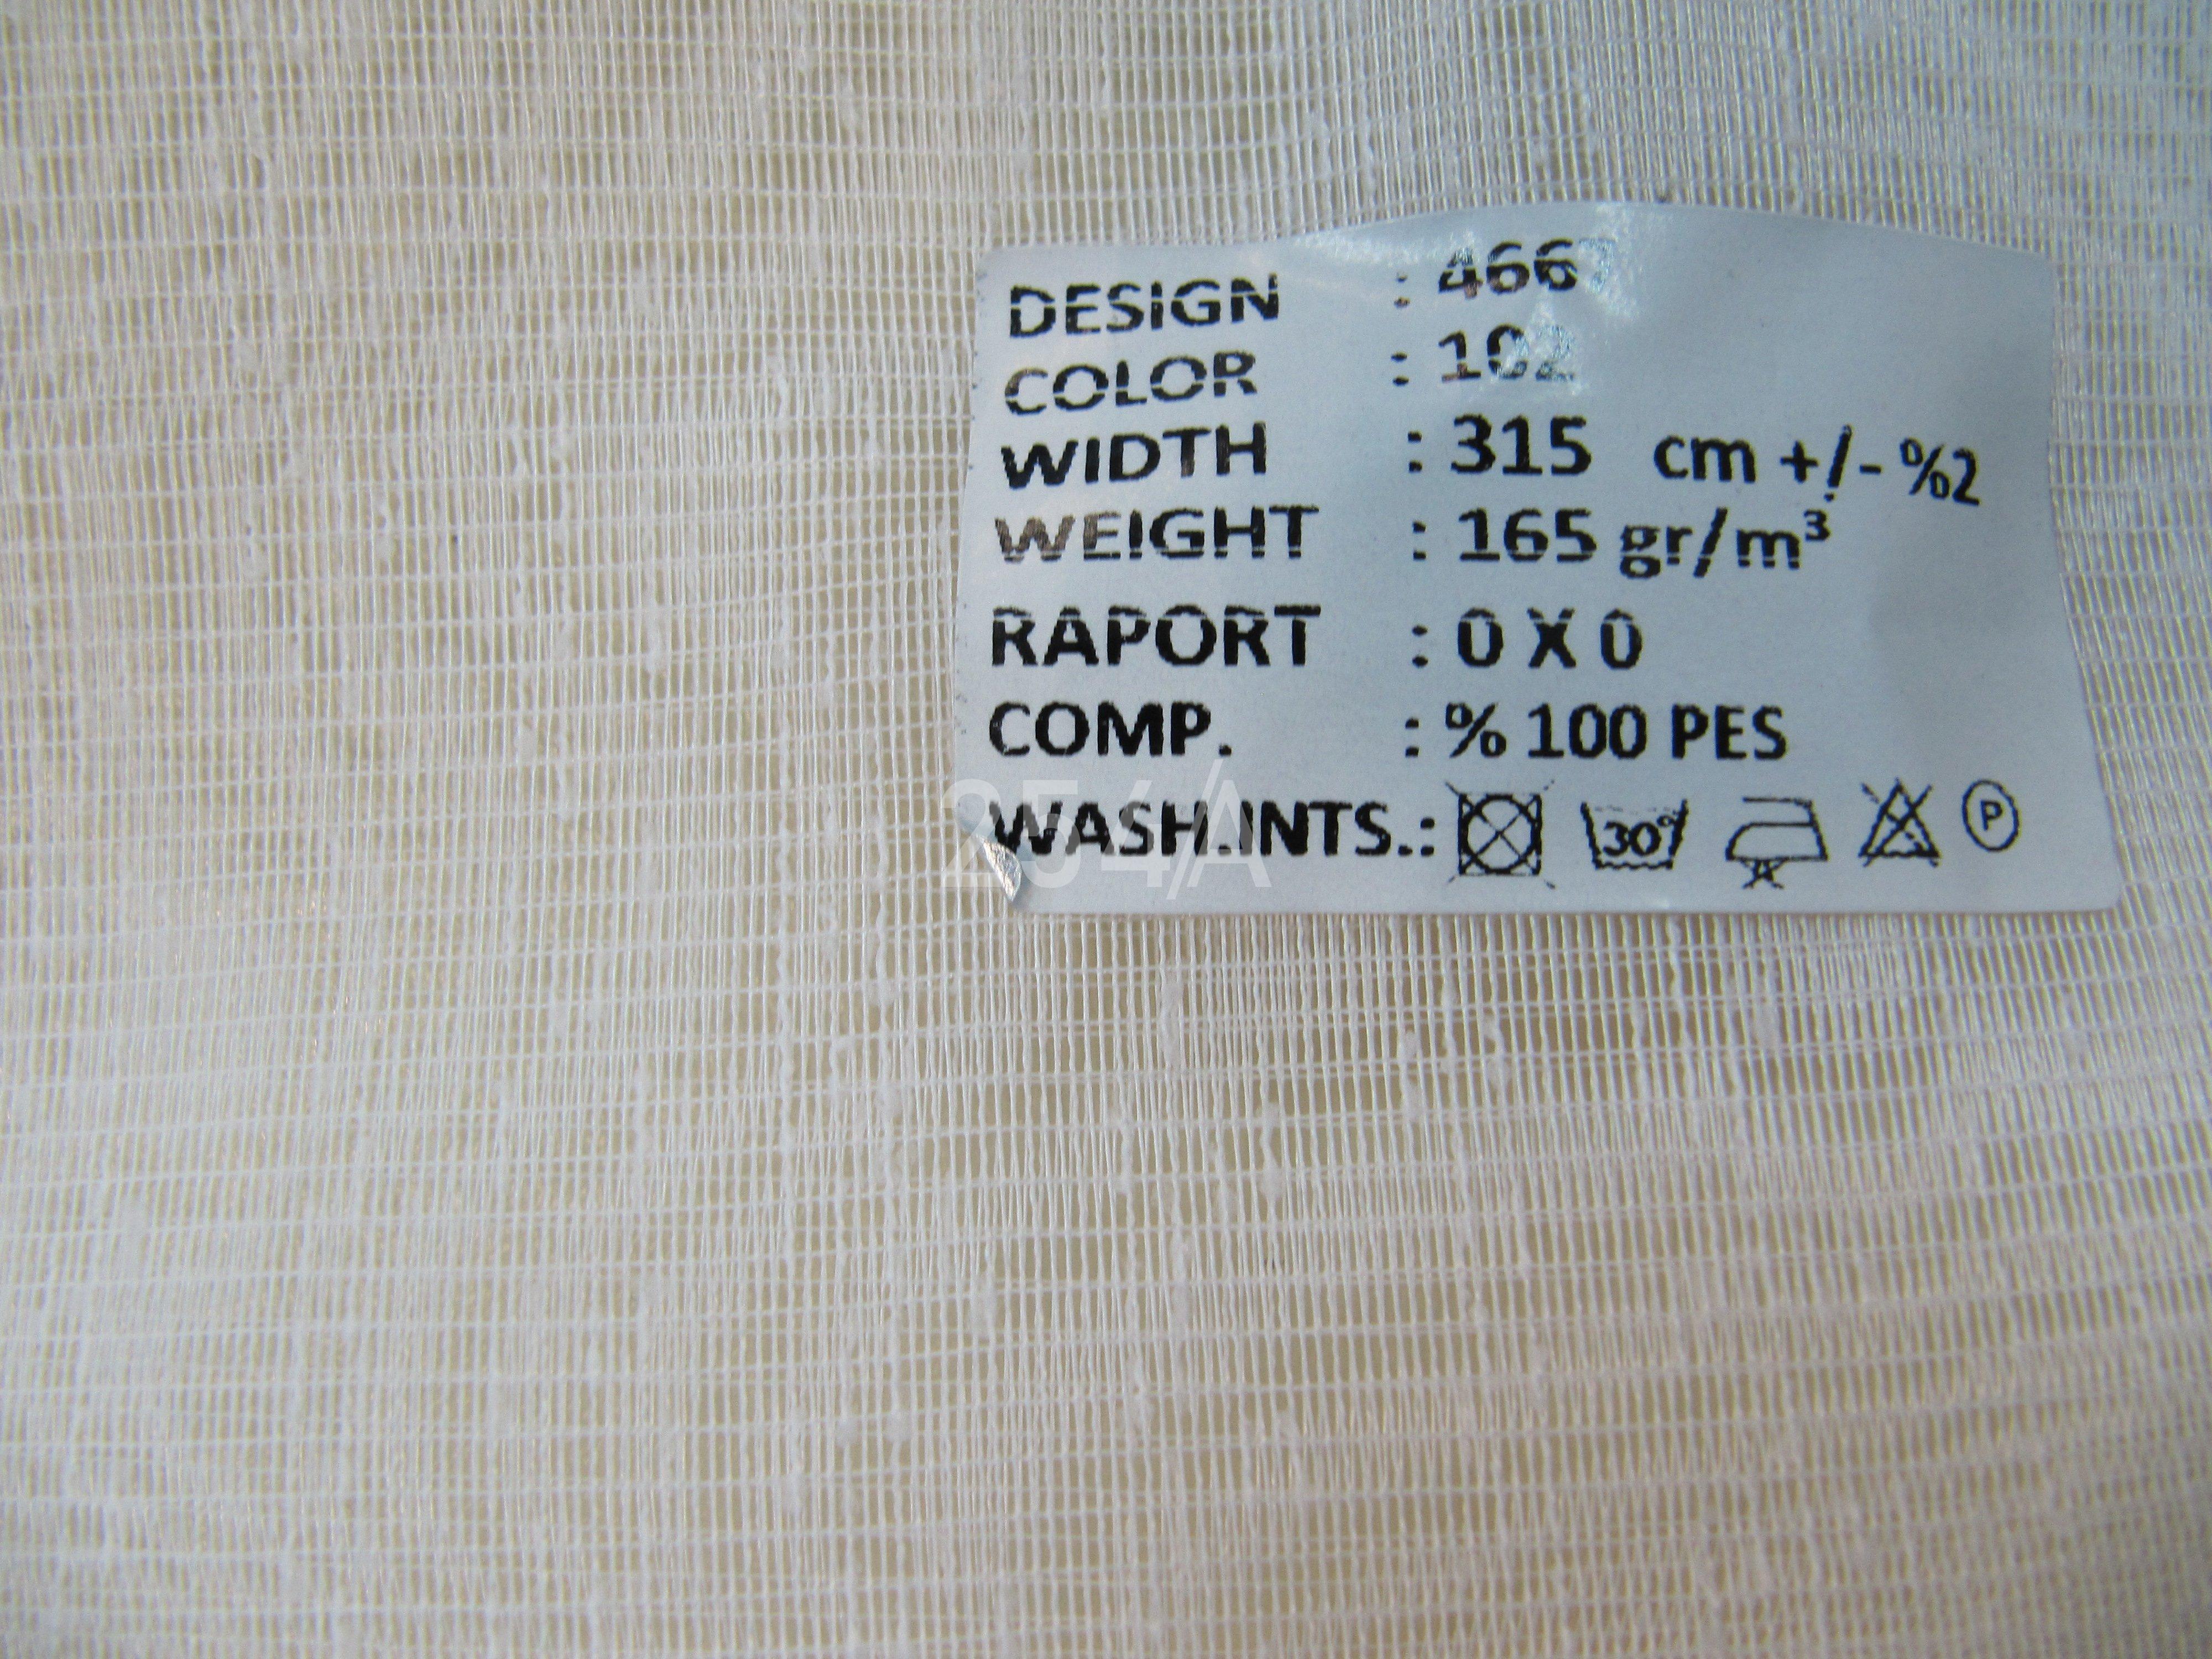 DESIGN : 4667
COLOR : 102
WIDTH : 315 cm +/- %2
WEIGHT : 165 gr/m³
RAPORT : 0 X 0
COMP. : % 100 PES
WASH.INTS.: 30° P
254/A